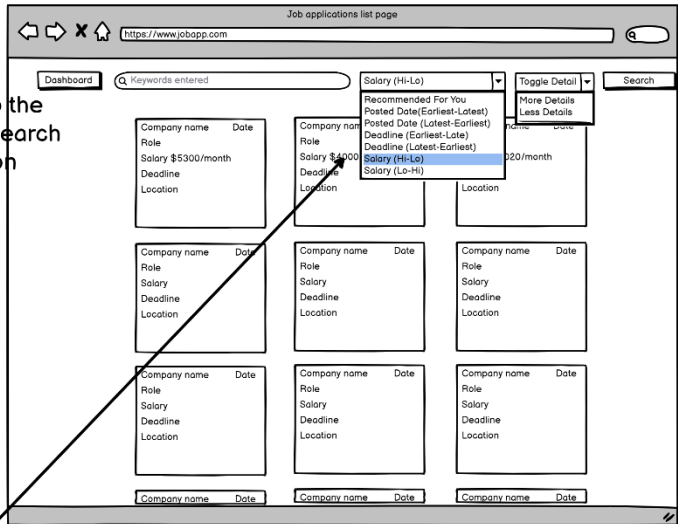 Job applications list page
https://www.jobapp.com
Dashboard
Keywords entered
Salary (Hi-Lo)
Toggle Detail
Search
Recommended For You
Posted Date(Earliest-Latest)
Posted Date (Latest-Earliest)
Deadline (Earliest-Late)
Deadline (Latest-Earliest)
Salary (Hi-Lo)
Salary (Lo-Hi)
More Details
Less Details
the
earch
Company name Date
Role
Salary $5300/month
Deadline
Location
Company name
Role
Salary $4000
Deadline
Location
name Date
020/month
Location
Company name Date
Role
Salary
Deadline
Location
Company name Date
Role
Salary
Deadline
Location
Company name Date
Role
Salary
Deadline
Location
Company name Date
Role
Salary
Deadline
Location
Company name Date
Role
Salary
Deadline
Location
Company name Date
Role
Salary
Deadline
Location
Company name Date
Company name Date
Company name Date